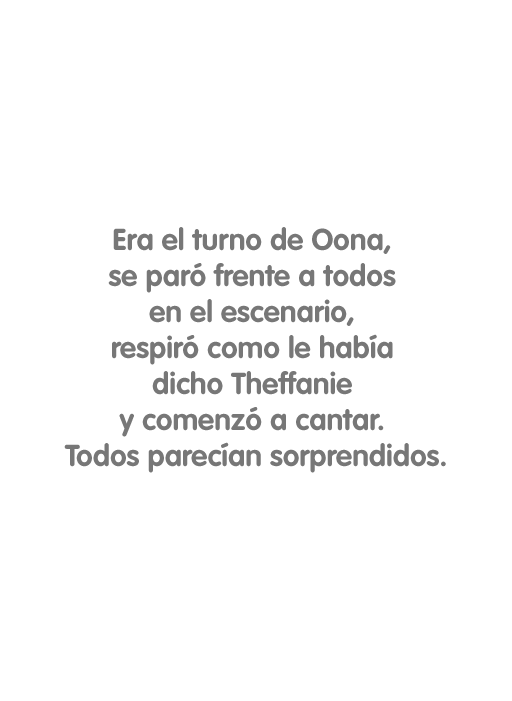 Era el turno de Oona,
se paró frente a todos
en el escenario,
respiró como le había
dicho Theffanie
y comenzó a cantar.
Todos parecían sorprendidos.